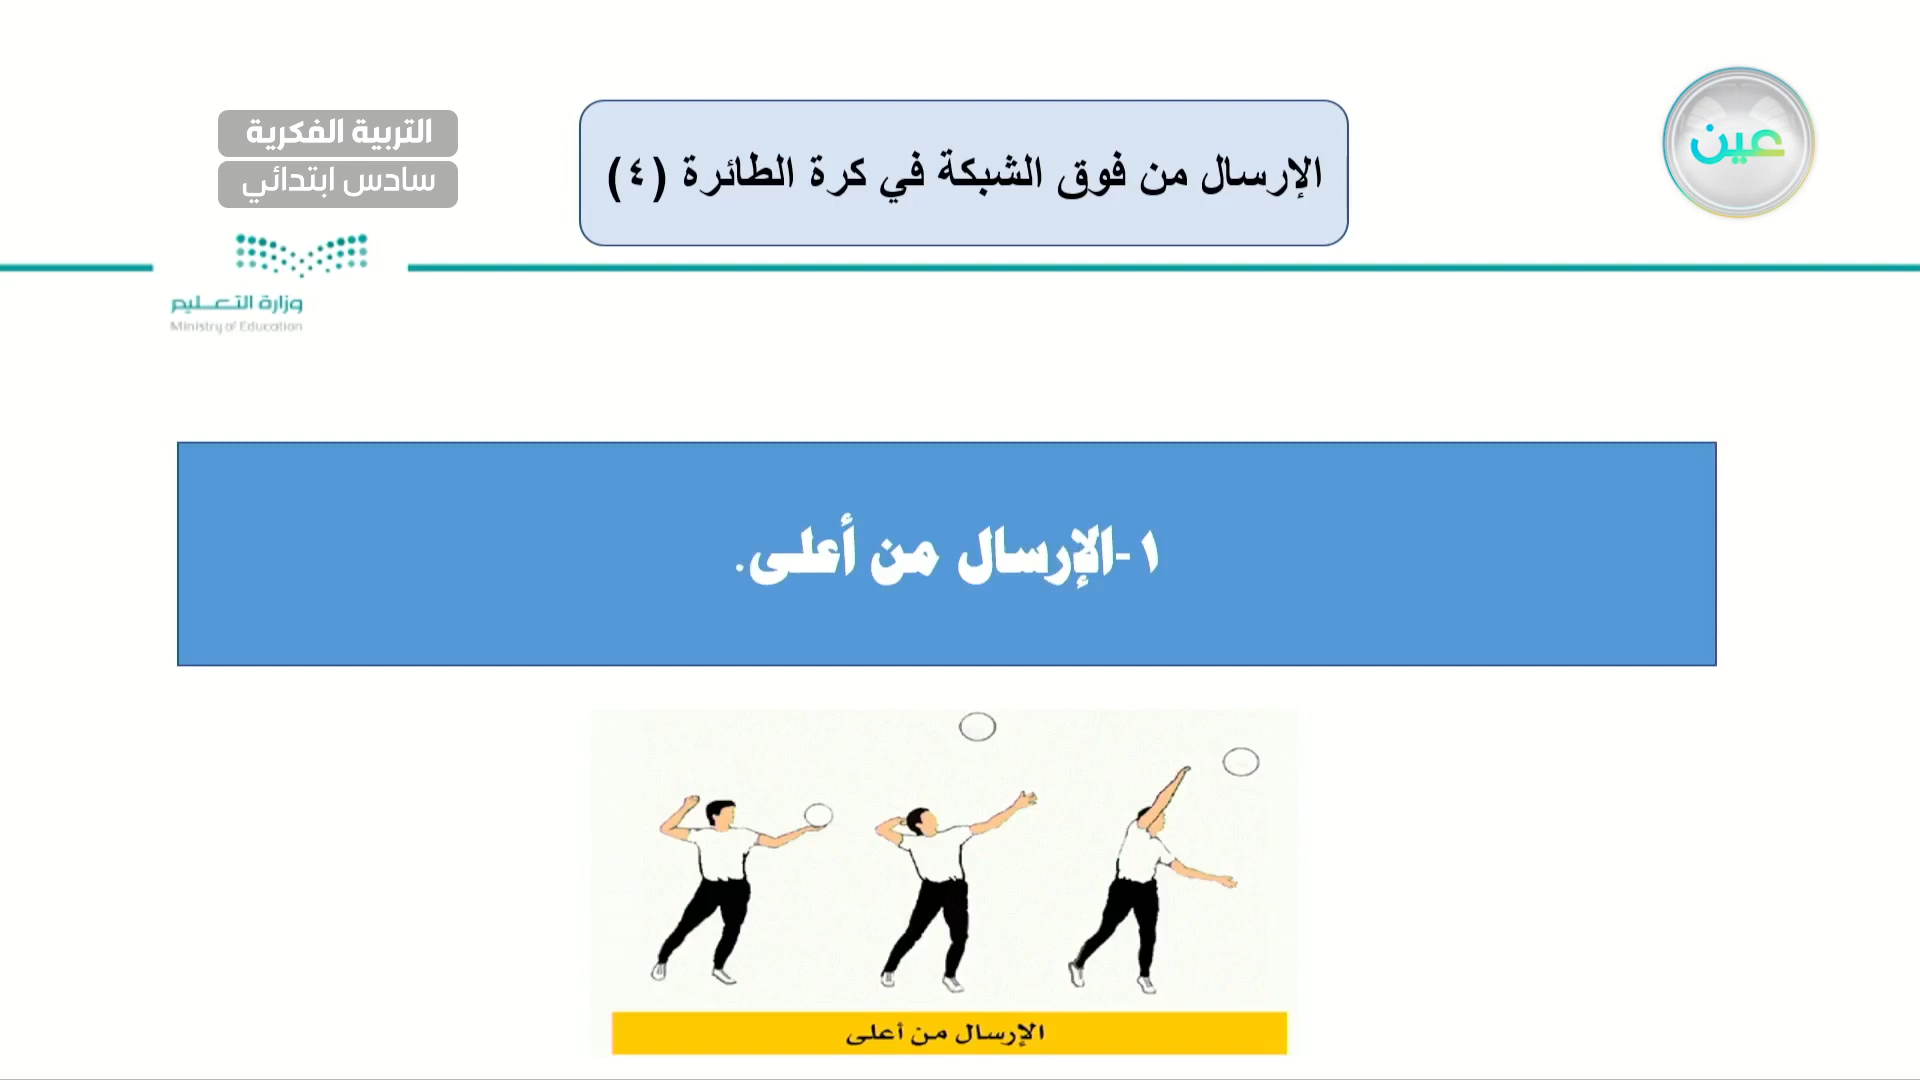 عين
الإرسال من فوق الشبكة في كرة الطائرة (٤)
التربية الفكرية
سادس ابتدائي
وزارة التعـليم
Ministry of Education
١-الإرسال من أعلى.
الإرسال من أعلى